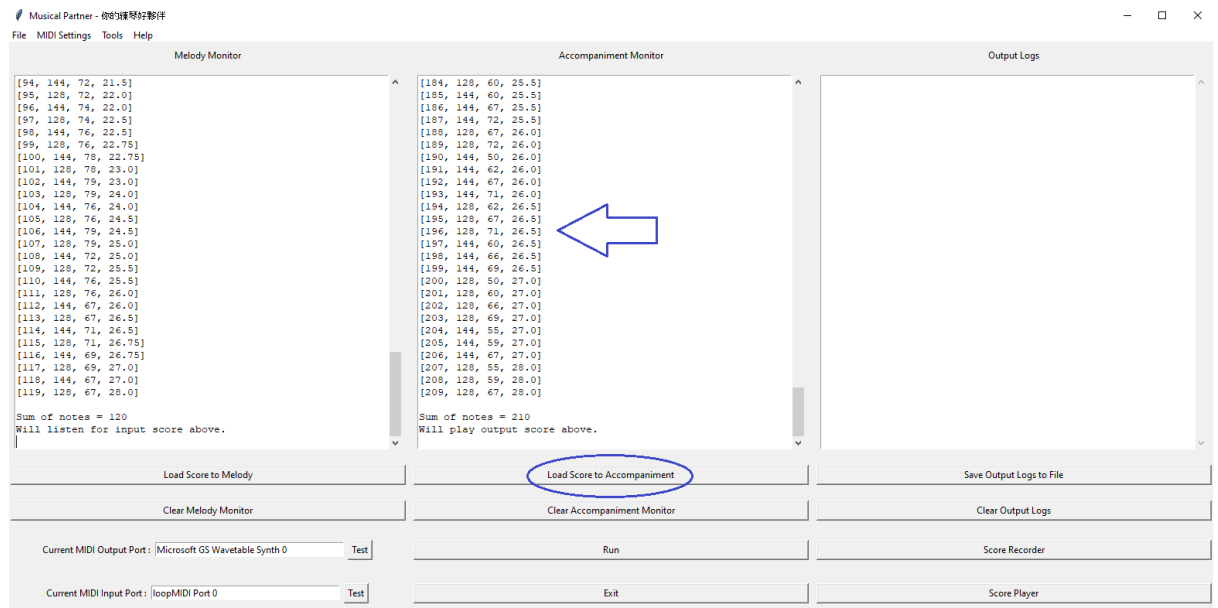 Musical Partner - 你的練琴好夥伴
File MIDI Settings Tools Help
Melody Monitor
[94, 144, 72, 21.5]
[95, 128, 72, 22.0]
[96, 144, 74, 22.0]
[97, 128, 74, 22.5]
[98, 144, 76, 22.5]
[99, 128, 76, 22.75]
[100, 144, 78, 22.75]
[101, 128, 78, 23.0]
[102, 144, 79, 23.0]
[103, 128, 79, 24.0]
[104, 144, 76, 24.0]
[105, 128, 76, 24.5]
[106, 144, 79, 24.5]
[107, 128, 79, 25.0]
[108, 144, 72, 25.0]
[109, 128, 72, 25.5]
[110, 144, 76, 25.5]
[111, 128, 76, 26.0]
[112, 144, 67, 26.0]
[113, 128, 67, 26.5]
[114, 144, 71, 26.5]
[115, 128, 71, 26.75]
[116, 144, 69, 26.75]
[117, 128, 69, 27.0]
[118, 144, 67, 27.0]
[119, 128, 67, 28.0]
Sum of notes = 120
Will listen for input score above.
Accompaniment Monitor
[184, 128, 60, 25.5]
[185, 144, 60, 25.5]
[186, 144, 67, 25.5]
[187, 144, 72, 25.5]
[188, 128, 67, 26.0]
[189, 128, 72, 26.0]
[190, 144, 50, 26.0]
[191, 144, 62, 26.0]
[192, 144, 67, 26.0]
[193, 144, 71, 26.0]
[194, 128, 62, 26.5]
[195, 128, 67, 26.5]
[196, 128, 71, 26.5]
[197, 144, 60, 26.5]
[198, 144, 66, 26.5]
[199, 144, 69, 26.5]
[200, 128, 50, 27.0]
[201, 128, 60, 27.0]
[202, 128, 66, 27.0]
[203, 128, 69, 27.0]
[204, 144, 55, 27.0]
[205, 144, 59, 27.0]
[206, 144, 67, 27.0]
[207, 128, 55, 28.0]
[208, 128, 59, 28.0]
[209, 128, 67, 28.0]
Sum of notes = 210
Will play output score above.
Output Logs
Load Score to Melody
Load Score to Accompaniment
Save Output Logs to File
Clear Melody Monitor
Clear Accompaniment Monitor
Clear Output Logs
Current MIDI Output Port : Microsoft GS Wavetable Synth 0 Test
Run
Score Recorder
Current MIDI Input Port : loopMIDI Port 0 Test
Exit
Score Player